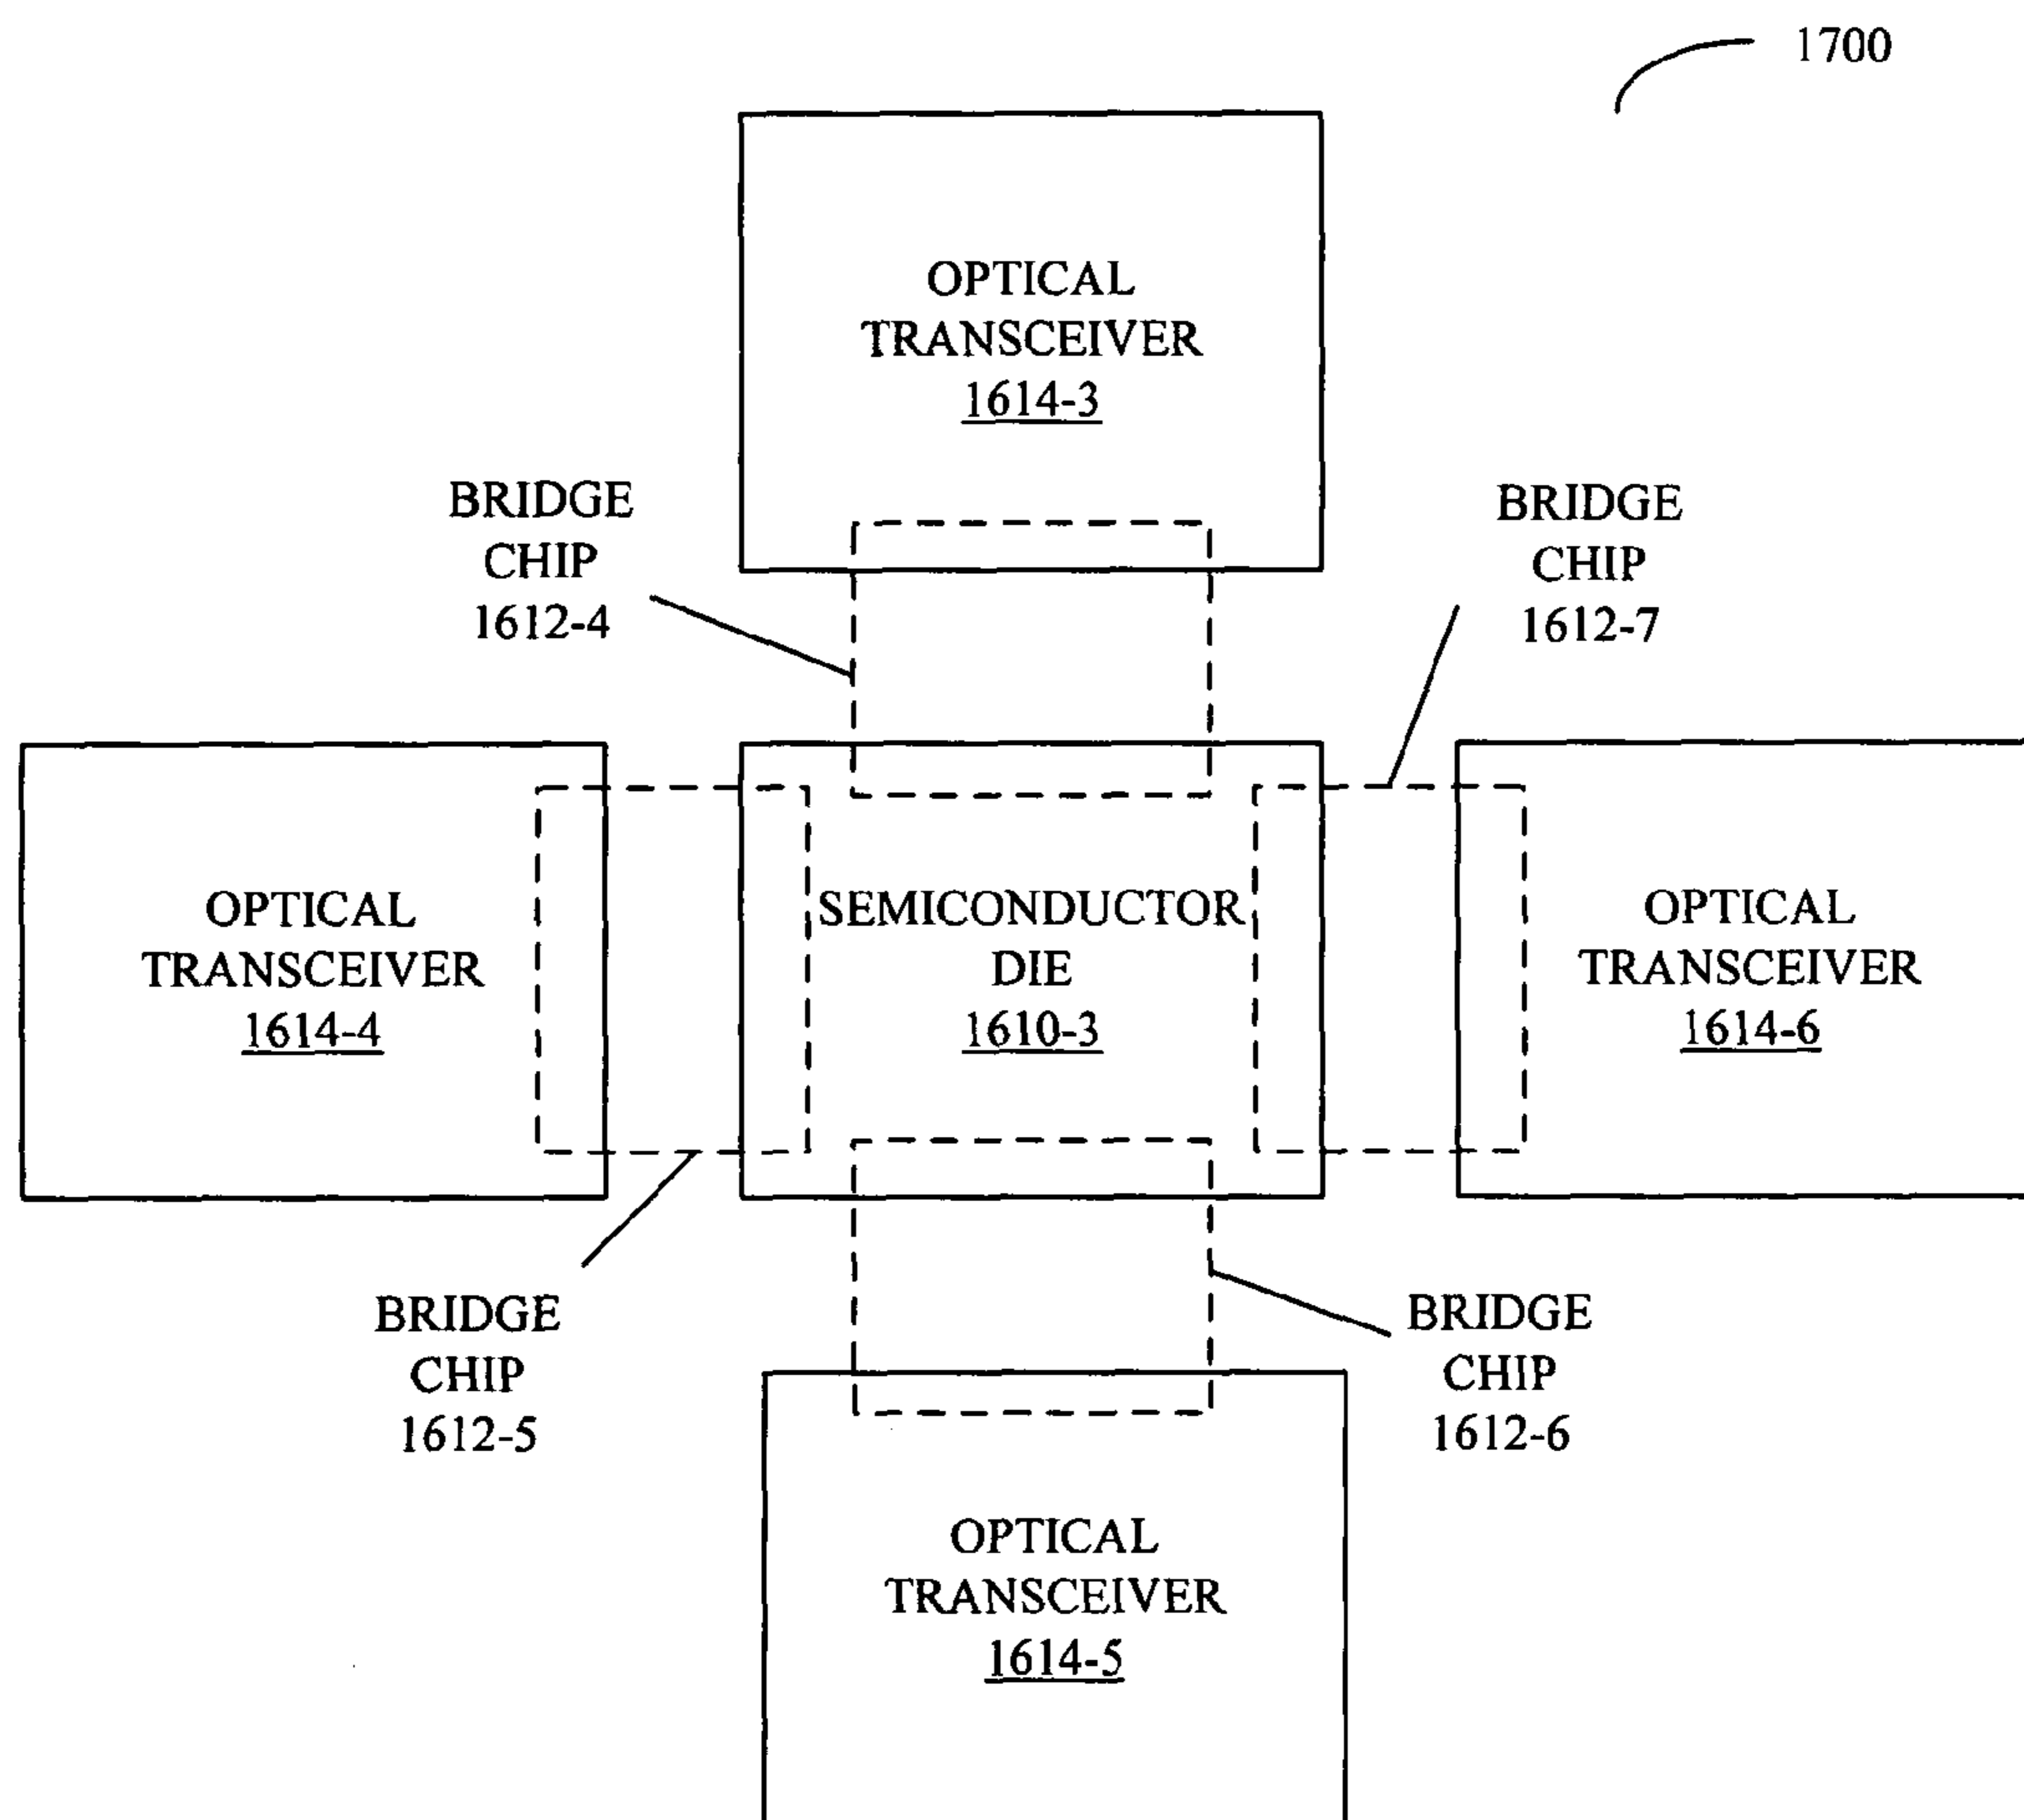 1700
OPTICAL
TRANSCEIVER
1614-3
BRIDGE
CHIP
1612-4
BRIDGE
CHIP
1612-7
OPTICAL
TRANSCEIVER
1614-4
SEMICONDUCTOR
DIE
1610-3
OPTICAL
TRANSCEIVER
1614-6
BRIDGE
CHIP
1612-5
BRIDGE
CHIP
1612-6
OPTICAL
TRANSCEIVER
1614-5